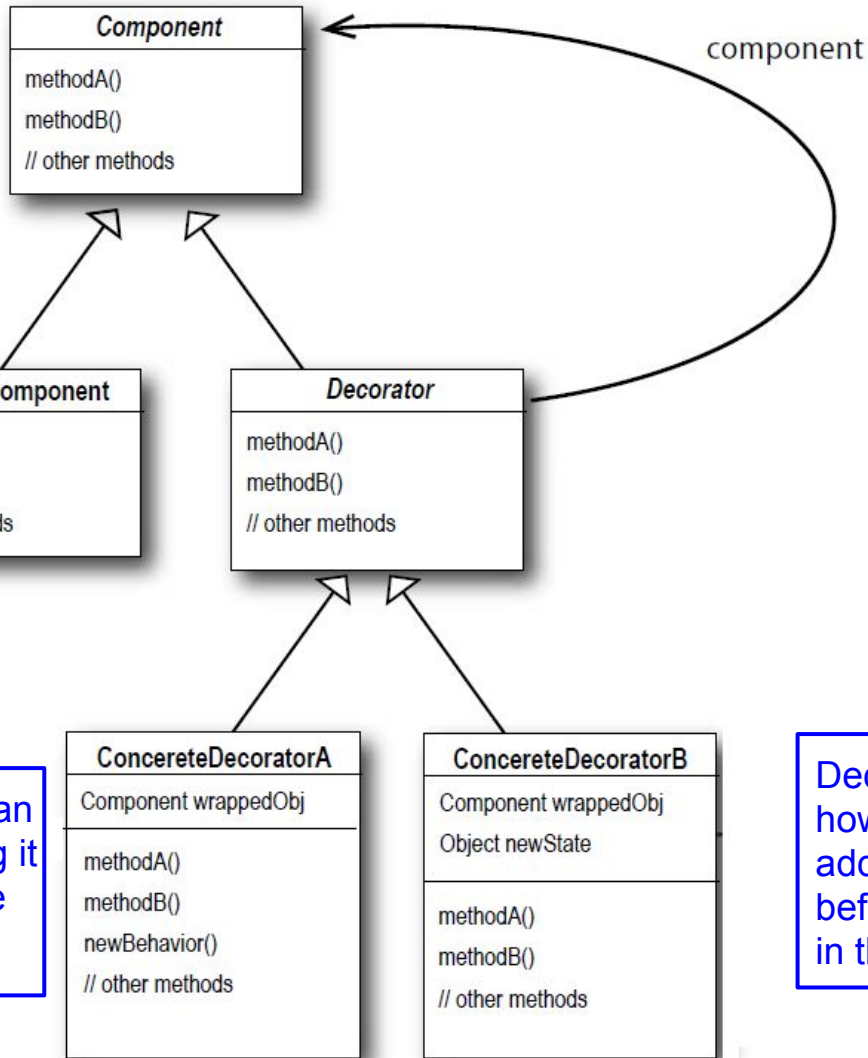 Component
methodA()
methodB()
// other methods
component
omponent
ds
Decorator
methodA()
methodB()
// other methods
ConcereteDecoratorA
Component wrappedObj
methodA()
methodB()
newBehavior()
// other methods
ConcereteDecoratorB
Component wrappedObj
Object newState
methodA()
methodB()
// other methods
an
g it
e
Dec
how
add
bef
in th